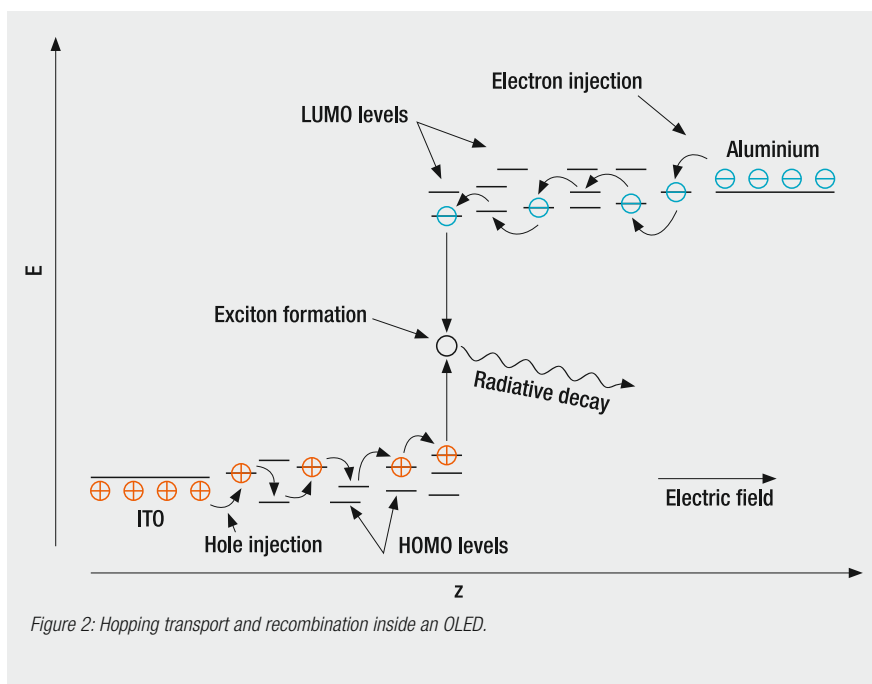 Electron injection
LUMO levels
Aluminium
E
Exciton formation
Radiative decay
ITO
Electric field
Hole injection
HOMO levels
z
Figure 2: Hopping transport and recombination inside an OLED.